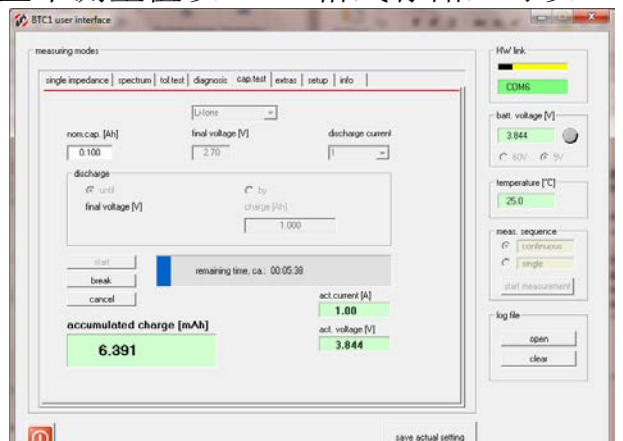 BTC1 user interface
measuring modes
single impedance
spectrum
tol.test
diagnosis
cap.test
extras
setup
info
Li-Ions
nom.cap. [Ah]
final voltage [V]
discharge current
0.100
2.70
1
discharge
until
by
final voltage [V]
charge [Ah]
1.000
start
break
cancel
remaining time, ca.: 00:05:38
act.current [A]
1.00
accumulated charge [mAh]
act. voltage [V]
6.391
3.844
HW link
COM6
batt. voltage [V]
3.844
60V
5V
temperature [°C]
25.0
meas. sequence
continuous
single
start measurement
log file
open
clear
save actual setting